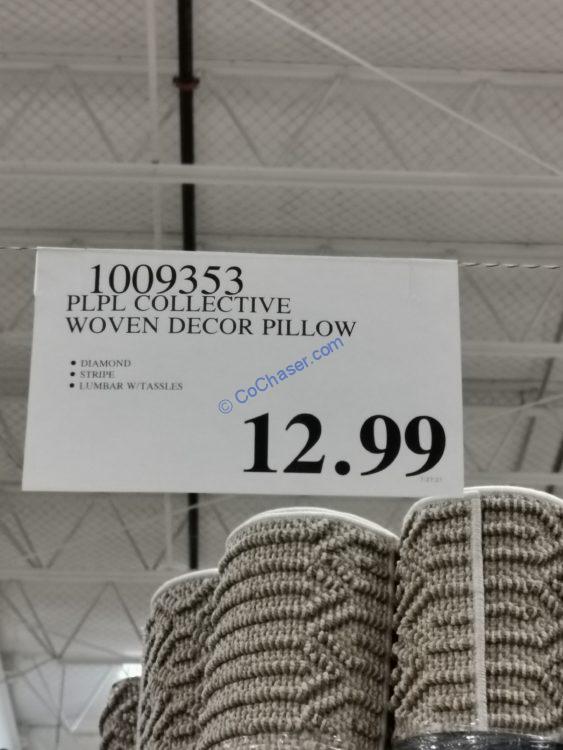 1009353
PLPL COLLECTIVE
WOVEN DECOR PILLOW
• DIAMOND
• STRIPE
• LUMBAR W/TASSLES
© CoChaser.com
12.99